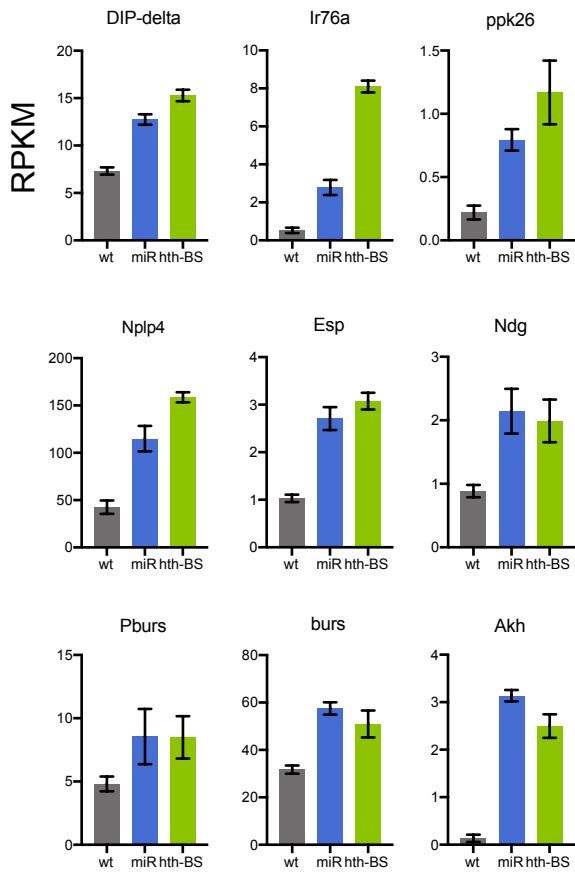 DIP-delta
Ir76a
ppk26
RPKM
20
15
10
5
0
wt miR hth-BS
10
8
6
4
2
0
wt miR hth-BS
1.5
1.0
0.5
0.0
wt miR hth-BS
Nplp4
Esp
Ndg
200
150
100
50
0
wt miR hth-BS
4
3
2
1
0
wt miR hth-BS
3
2
1
0
wt miR hth-BS
Pburs
burs
Akh
15
10
5
0
wt miR hth-BS
80
60
40
20
0
wt miR hth-BS
4
3
2
1
0
wt miR hth-BS